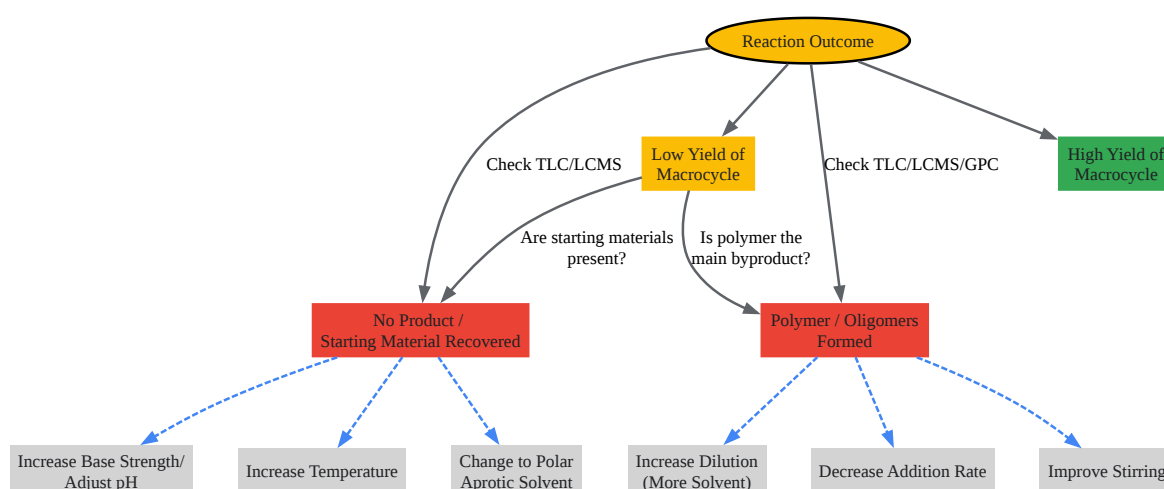 Reaction Outcome
Low Yield of
Macrocycle
High Yield of
Macrocycle
Check TLC/LCMS
Check TLC/LCMS/GPC
Are starting materials
present?
Is polymer the
main byproduct?
No Product /
Starting Material Recovered
Polymer / Oligomers
Formed
Increase Base Strength/
Adjust pH
Increase Temperature
Change to Polar
Aprotic Solvent
Increase Dilution
(More Solvent)
Decrease Addition Rate
Improve Stirring